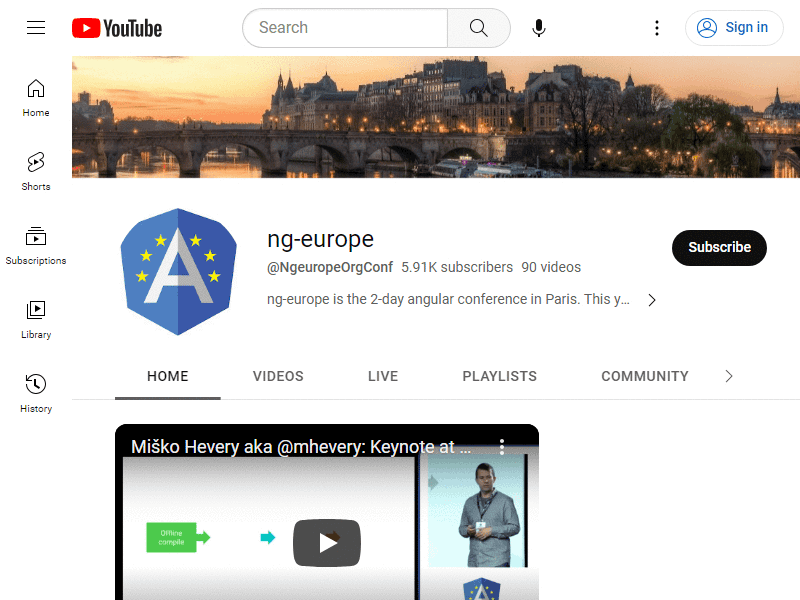 YouTube
Search
Sign in
Home
Shorts
Subscriptions
Library
History
ng-europe
@NgeuropeOrgConf 5.91K subscribers 90 videos
Subscribe
ng-europe is the 2-day angular conference in Paris. This y...
HOME VIDEOS LIVE PLAYLISTS COMMUNITY
Miško Hevery aka @mhevery: Keynote at ...
Offline
compile